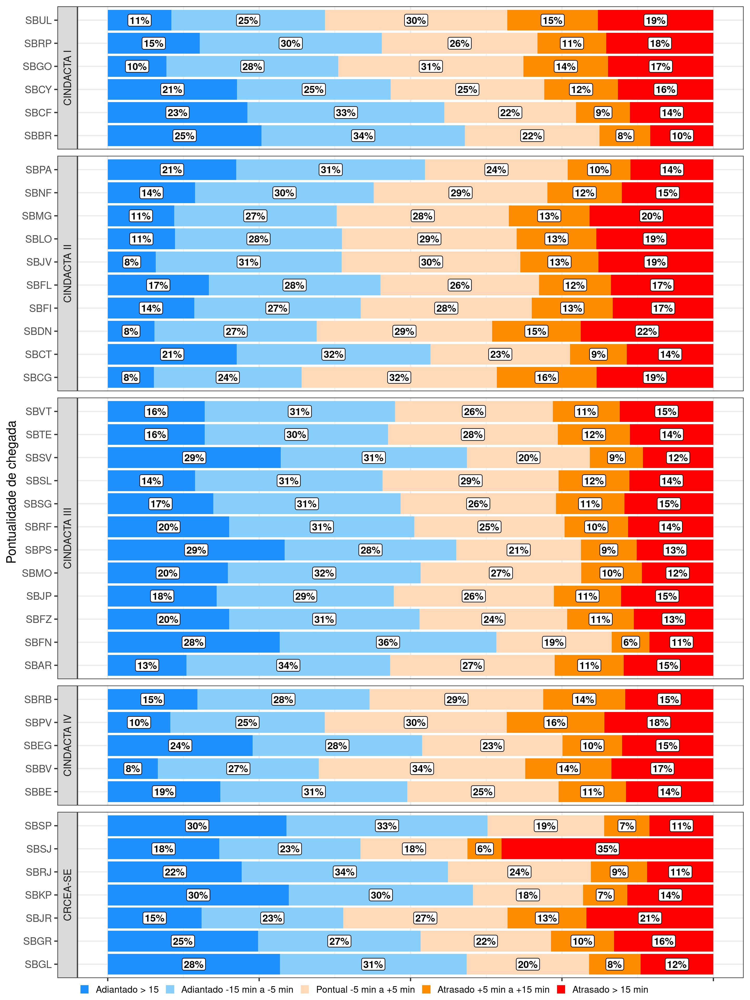 Pontualidade de chegada
CINDACTA I
SBUL 11% 25% 30% 15% 19%
SBRP 15% 30% 26% 11% 18%
SBGO 10% 28% 31% 14% 17%
SBCY 21% 25% 25% 12% 16%
SBCF 23% 33% 22% 9% 14%
SBBR 25% 34% 22% 8% 10%
CINDACTA II
SBPA 21% 31% 24% 10% 14%
SBNF 14% 30% 29% 12% 15%
SBMG 11% 27% 28% 13% 20%
SBLO 11% 28% 29% 13% 19%
SBJV 8% 31% 30% 13% 19%
SBFL 17% 28% 26% 12% 17%
SBFI 14% 27% 28% 13% 17%
SBDN 8% 27% 29% 15% 22%
SBCT 21% 32% 23% 9% 14%
SBCG 8% 24% 32% 16% 19%
CINDACTA III
SBVT 16% 31% 26% 11% 15%
SBTE 16% 30% 28% 12% 14%
SBSV 29% 31% 20% 9% 12%
SBSL 14% 31% 29% 12% 14%
SBSG 17% 31% 26% 11% 15%
SBRF 20% 31% 25% 10% 14%
SBPS 29% 28% 21% 9% 13%
SBMO 20% 32% 27% 10% 12%
SBJP 18% 29% 26% 11% 15%
SBFZ 20% 31% 24% 11% 13%
SBFN 28% 36% 19% 6% 11%
SBAR 13% 34% 27% 11% 15%
CINDACTA IV
SBRB 15% 28% 29% 14% 15%
SBPV 10% 25% 30% 16% 18%
SBEG 24% 28% 23% 10% 15%
SBBV 8% 27% 34% 14% 17%
SBBE 19% 31% 25% 11% 14%
CRCEA-SE
SBSP 30% 33% 19% 7% 11%
SBSJ 18% 23% 18% 6% 35%
SBRJ 22% 34% 24% 9% 11%
SBKP 30% 30% 18% 7% 14%
SBJR 15% 23% 27% 13% 21%
SBGR 25% 27% 22% 10% 16%
SBGL 28% 31% 20% 8% 12%
Adiantado > 15 Adiantado -15 min a -5 min Pontual -5 min a +5 min Atrasado +5 min a +15 min Atrasado > 15 min